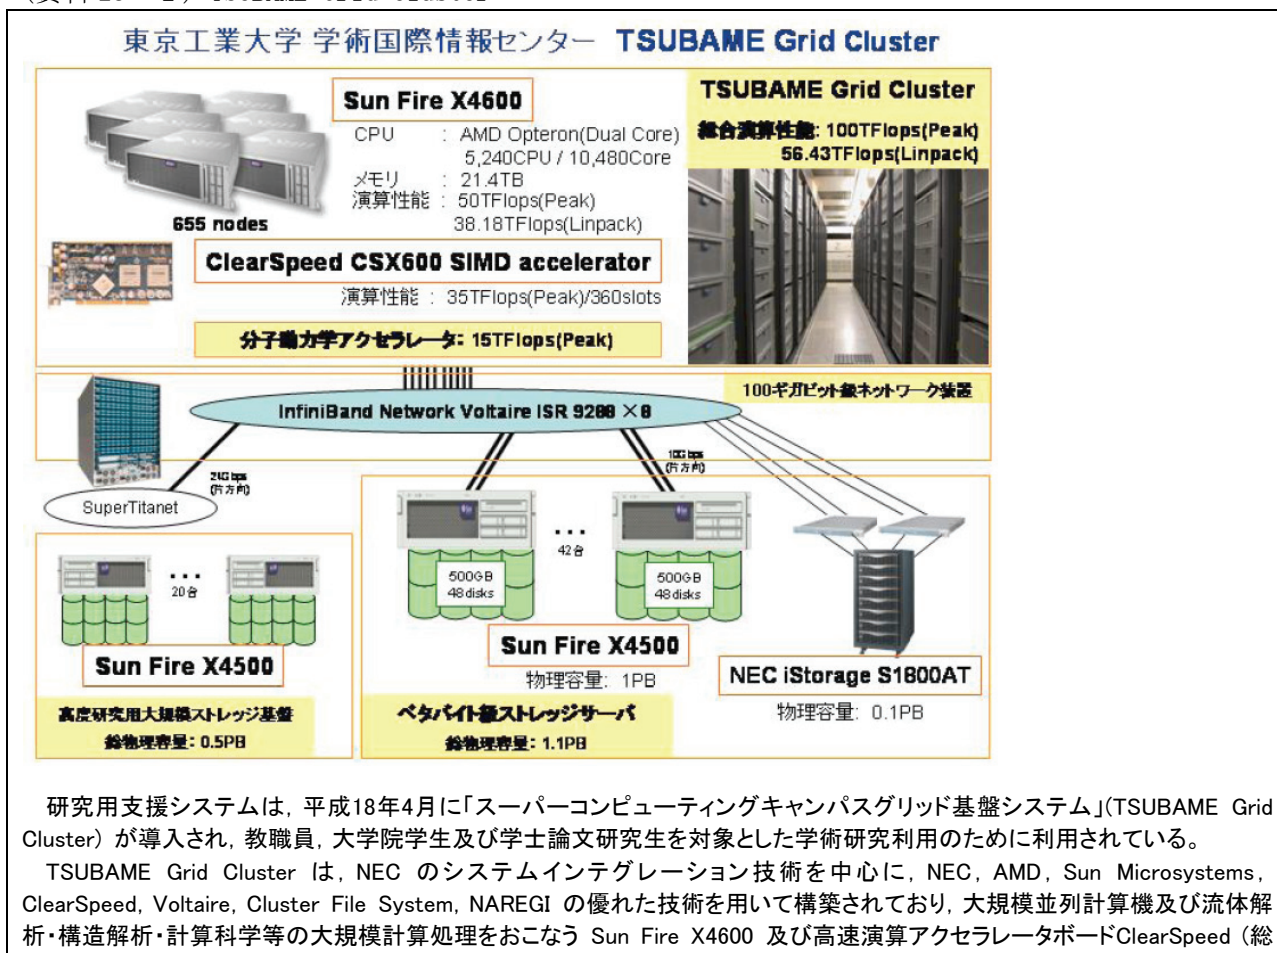 東京工業大学 学術国際情報センター TSUBAME Grid Cluster
Sun Fire X4600
CPU : AMD Opteron(Dual Core)
5,240CPU / 10,480Core
メモリ : 21.4TB
演算性能 : 50TFlops(Peak)
38.18TFlops(Linpack)
655 nodes
TSUBAME Grid Cluster
総合演算性能: 100TFlops(Peak)
56.43TFlops(Linpack)
ClearSpeed CSX600 SIMD accelerator
演算性能 : 35TFlops(Peak)/360slots
分子動力学アクセラレータ: 15TFlops(Peak)
100ギガビット級ネットワーク装置
InfiniBand Network Voltaire ISR 9288 ×8
24Gbps
(片方向)
10Gbps
(片方向)
SuperTitanet
・・・
20台
・・・
42台
500GB
48disks
500GB
48disks
Sun Fire X4500
高度研究用大規模ストレッジ基盤
総物理容量: 0.5PB
Sun Fire X4500
物理容量: 1PB
ペタバイト級ストレッジサーバ
総物理容量: 1.1PB
NEC iStorage S1800AT
物理容量: 0.1PB
研究用支援システムは, 平成18年4月に「スーパーコンピューティングキャンパスグリッド基盤システム」(TSUBAME Grid
Cluster) が導入され, 教職員, 大学院学生及び学士論文研究生を対象とした学術研究利用のために利用されている。
TSUBAME Grid Cluster は, NEC のシステムインテグレーション技術を中心に, NEC, AMD, Sun Microsystems,
ClearSpeed, Voltaire, Cluster File System, NAREGI の優れた技術を用いて構築されており, 大規模並列計算機及び流体解
析・構造解析・計算科学等の大規模計算処理をおこなう Sun Fire X4600 及び高速演算アクセラレータボードClearSpeed (総